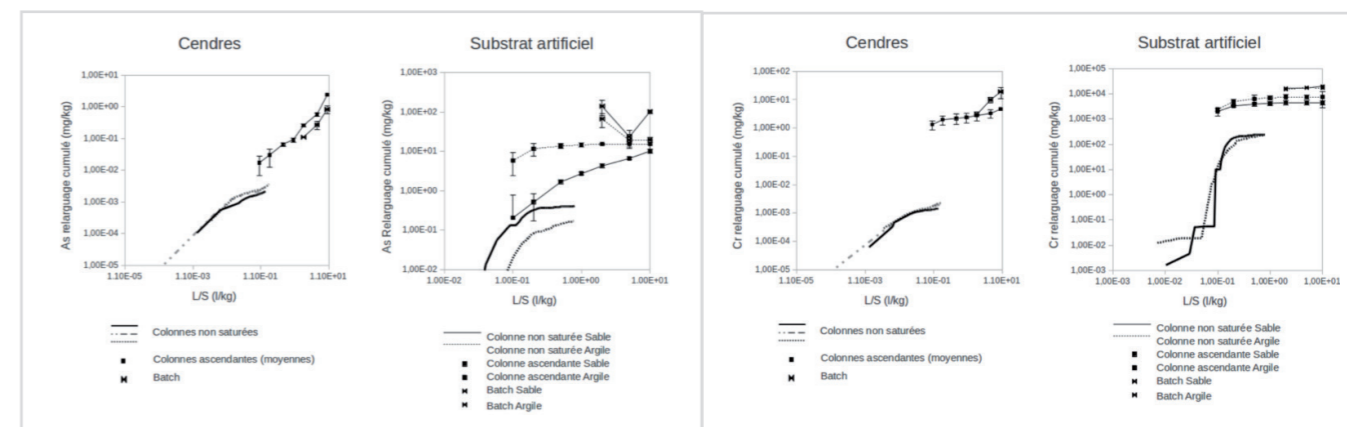 Cendres
As relarguage cumulé (mg/kg)
1,00E+01
1,00E+00
1,00E-01
1,00E-02
1,00E-03
1,00E-04
1,00E-05
1.10E-05
1.10E-03
1.10E-01
1.10E+01
L/S (l/kg)
Colonnes non saturées
Colonnes ascendantes (moyennes)
Batch
Substrat artificiel
As Relarguage cumulé (mg/kg)
1,00E+03
1,00E+02
1,00E+01
1,00E+00
1,00E-01
1,00E-02
1,00E-02
1,00E-01
1,00E+00
1,00E+01
L/S (l/kg)
Colonne non saturée Sable
Colonne non saturée Argile
Colonne ascendante Sable
Colonne ascendante Argile
Batch Sable
Batch Argile
Cendres
Cr relarguage cumulé (mg/kg)
1,00E+02
1,00E+01
1,00E+00
1,00E-01
1,00E-02
1,00E-03
1,00E-04
1,00E-05
1.10E-05
1.10E-03
1.10E-01
1.10E+01
L/S (l/kg)
Colonnes non saturées
Colonnes ascendantes (moyennes)
Batch
Substrat artificiel
Cr relarguage cumulé (mg/kg)
1,00E+05
1,00E+04
1,00E+03
1,00E+02
1,00E+01
1,00E+00
1,00E-01
1,00E-02
1,00E-03
1,00E-03
1,00E-02
1,00E-01
1,00E+00
1,00E+01
L/S (l/kg)
Colonne non saturée Sable
Colonne non saturée Argile
Colonne ascendante Sable
Colonne ascendante Argile
Batch Sable
Batch Argile